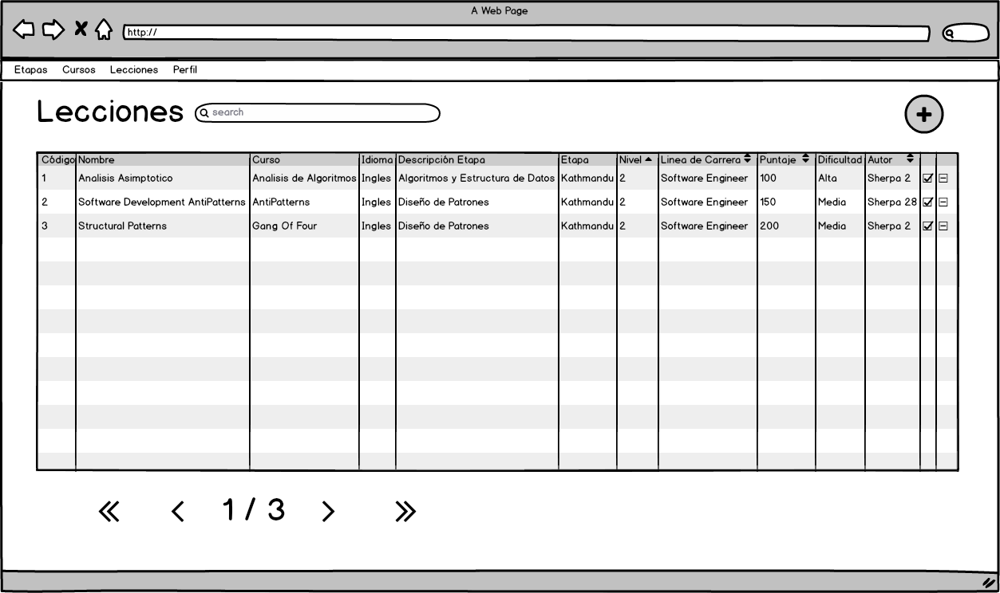 A Web Page
http://
Etapas Cursos Lecciones Perfil
Lecciones search
Código Nombre Curso Idioma Descripción Etapa Etapa Nivel Linea de Carrera Puntaje Dificultad Autor
1 Analisis Asimptotico Analisis de Algoritmos Ingles Algoritmos y Estructura de Datos Kathmandu 2 Software Engineer 100 Alta Sherpa 2
2 Software Development AntiPatterns AntiPatterns Ingles Diseño de Patrones Kathmandu 2 Software Engineer 150 Media Sherpa 28
3 Structural Patterns Gang Of Four Ingles Diseño de Patrones Kathmandu 2 Software Engineer 200 Media Sherpa 2
1 / 3